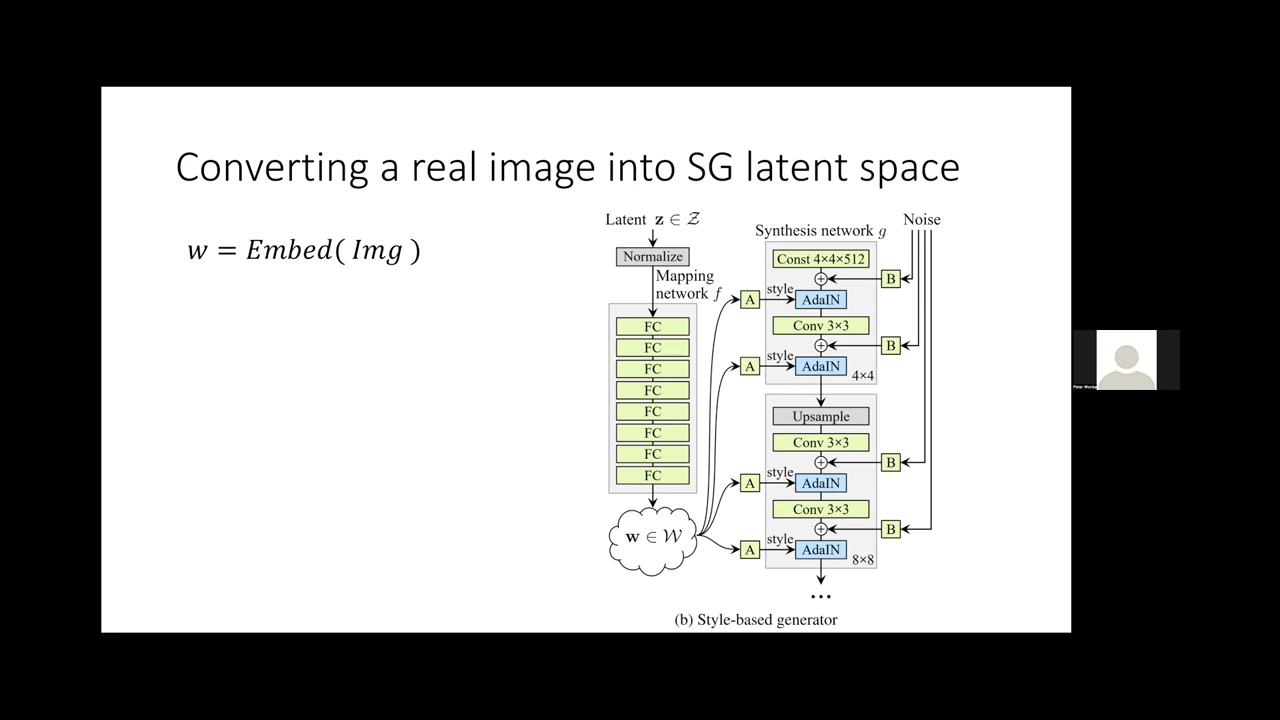 Converting a real image into SG latent space
w = Embed( Img )
Latent z ∈ Z
Normalize
Mapping
network f
FC
FC
FC
FC
FC
FC
FC
FC
w ∈ W
Synthesis network g
Noise
Const 4×4×512
B
A
style
AdaIN
Conv 3×3
B
A
style
AdaIN
4×4
Upsample
Conv 3×3
B
A
style
AdaIN
Conv 3×3
B
A
style
AdaIN
8×8
...
(b) Style-based generator
Peter Wonka